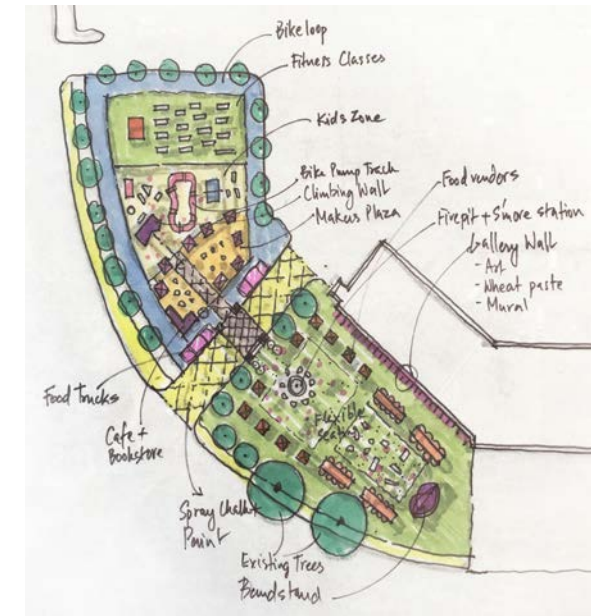 Bike loop
Fitness Classes
Kids Zone
Bike Pump Track
Climbing Wall
Makers Plaza
Food vendors
Firepit + S'more station
Gallery Wall
- Art
- Wheat paste
- Mural
Flexible
seating
Food Trucks
Cafe +
Bookstore
Spray Chalk +
Paint
Existing Trees
Bandstand